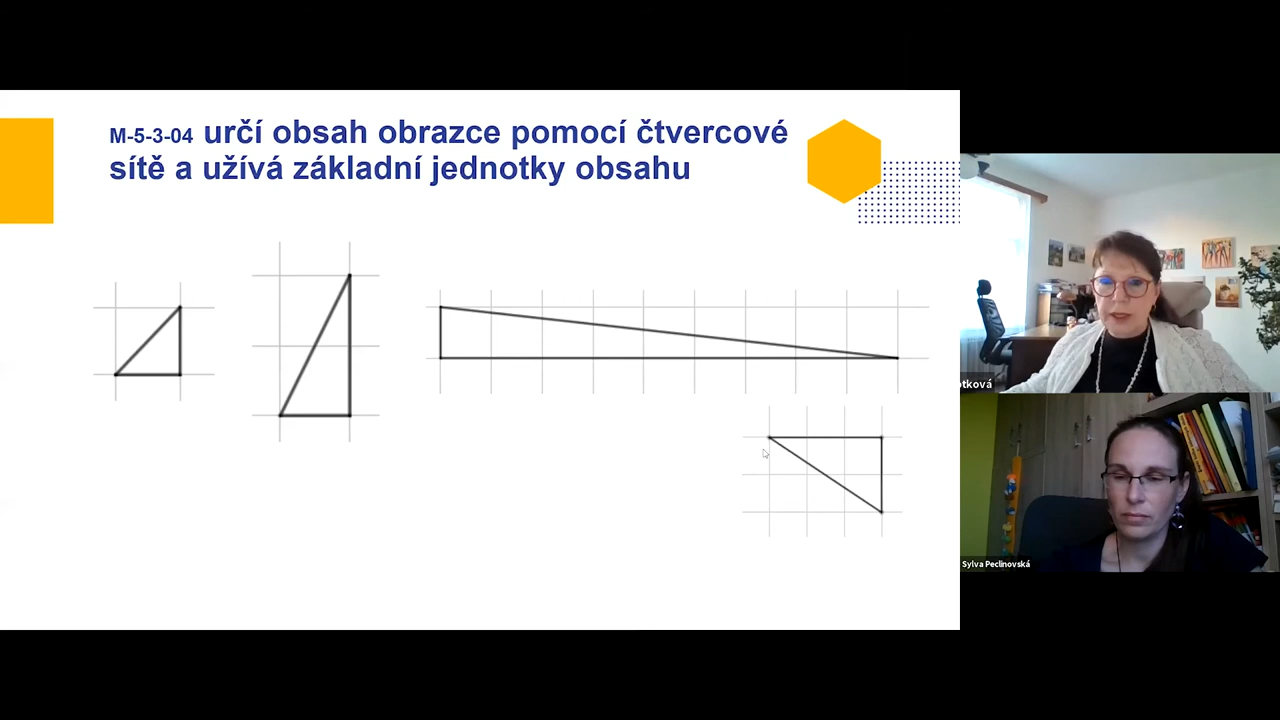 M-5-3-04 určí obsah obrazce pomocí čtvercové
sítě a užívá základní jednotky obsahu
otková
Sylva Peclinovská